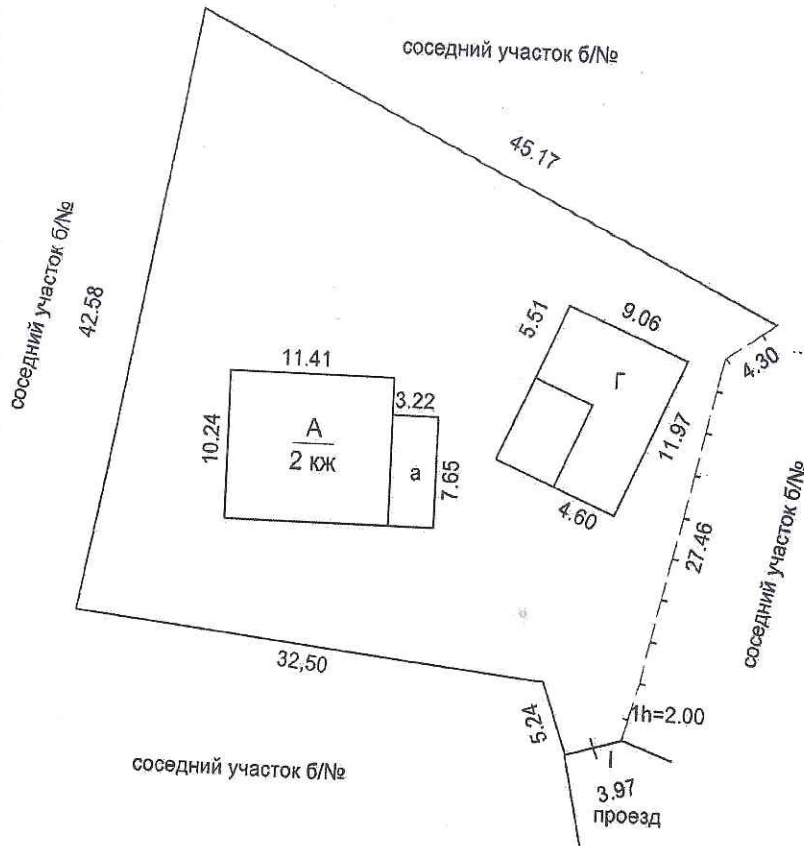 соседний участок б/№
45.17
соседний участок б/№
42.58
5.51
9.06
4.30
Г
11.41
3.22
10.24
А
2 кж
а
7.65
11.97
4.60
27.46
соседний участок б/№
32,50
5.24
1h=2.00
I
3.97
проезд
соседний участок б/№